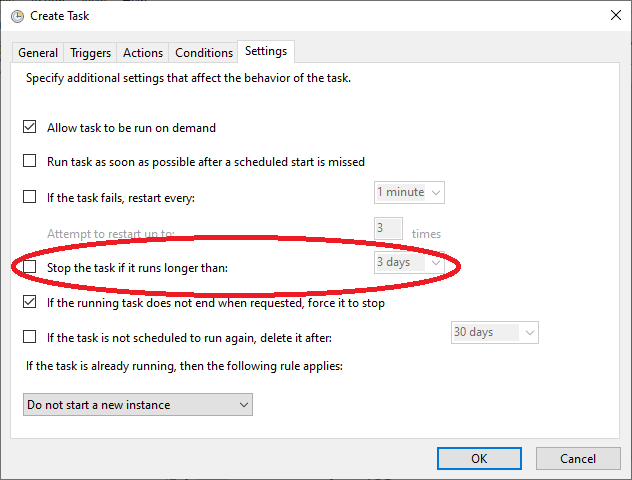 Create Task
General Triggers Actions Conditions Settings
Specify additional settings that affect the behavior of the task.
Allow task to be run on demand
Run task as soon as possible after a scheduled start is missed
If the task fails, restart every: 1 minute
Attempt to restart up to: 3 times
Stop the task if it runs longer than: 3 days
If the running task does not end when requested, force it to stop
If the task is not scheduled to run again, delete it after: 30 days
If the task is already running, then the following rule applies:
Do not start a new instance
OK Cancel